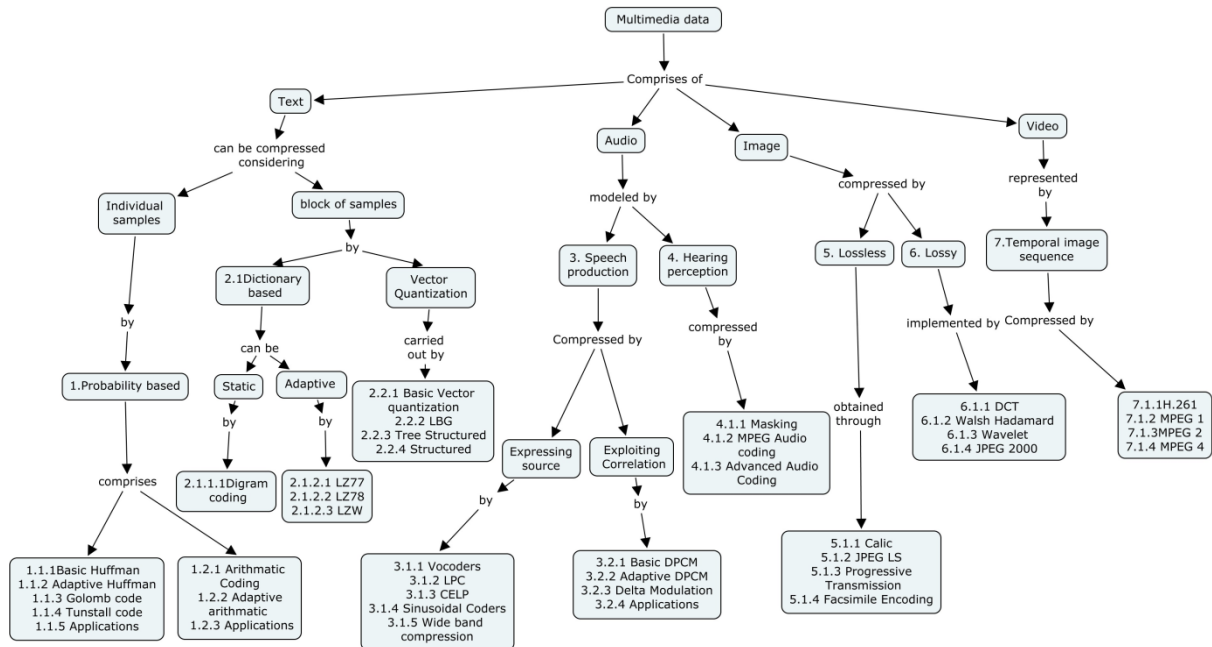 Multimedia data
Comprises of
Text
Audio
Image
Video
can be compressed
considering
modeled by
compressed by
represented
by
Individual
samples
block of samples
by
3. Speech
production
4. Hearing
perception
5. Lossless
6. Lossy
7.Temporal image
sequence
2.1Dictionary
based
Vector
Quantization
by
can be
carried
out by
Compressed by
compressed
by
implemented by
Compressed by
1.Probability based
Static
Adaptive
2.2.1 Basic Vector
quantization
2.2.2 LBG
2.2.3 Tree Structured
2.2.4 Structured
by
by
obtained
through
4.1.1 Masking
4.1.2 MPEG Audio
coding
4.1.3 Advanced Audio
Coding
6.1.1 DCT
6.1.2 Walsh Hadamard
6.1.3 Wavelet
6.1.4 JPEG 2000
7.1.1H.261
7.1.2 MPEG 1
7.1.3MPEG 2
7.1.4 MPEG 4
Expressing
source
Exploiting
Correlation
comprises
2.1.1.1Digram
coding
2.1.2.1 LZ77
2.1.2.2 LZ78
2.1.2.3 LZW
by
by
1.1.1Basic Huffman
1.1.2 Adaptive Huffman
1.1.3 Golomb code
1.1.4 Tunstall code
1.1.5 Applications
1.2.1 Arithmatic
Coding
1.2.2 Adaptive
arithmatic
1.2.3 Applications
3.1.1 Vocoders
3.1.2 LPC
3.1.3 CELP
3.1.4 Sinusoidal Coders
3.1.5 Wide band
compression
3.2.1 Basic DPCM
3.2.2 Adaptive DPCM
3.2.3 Delta Modulation
3.2.4 Applications
5.1.1 Calic
5.1.2 JPEG LS
5.1.3 Progressive
Transmission
5.1.4 Facsimile Encoding